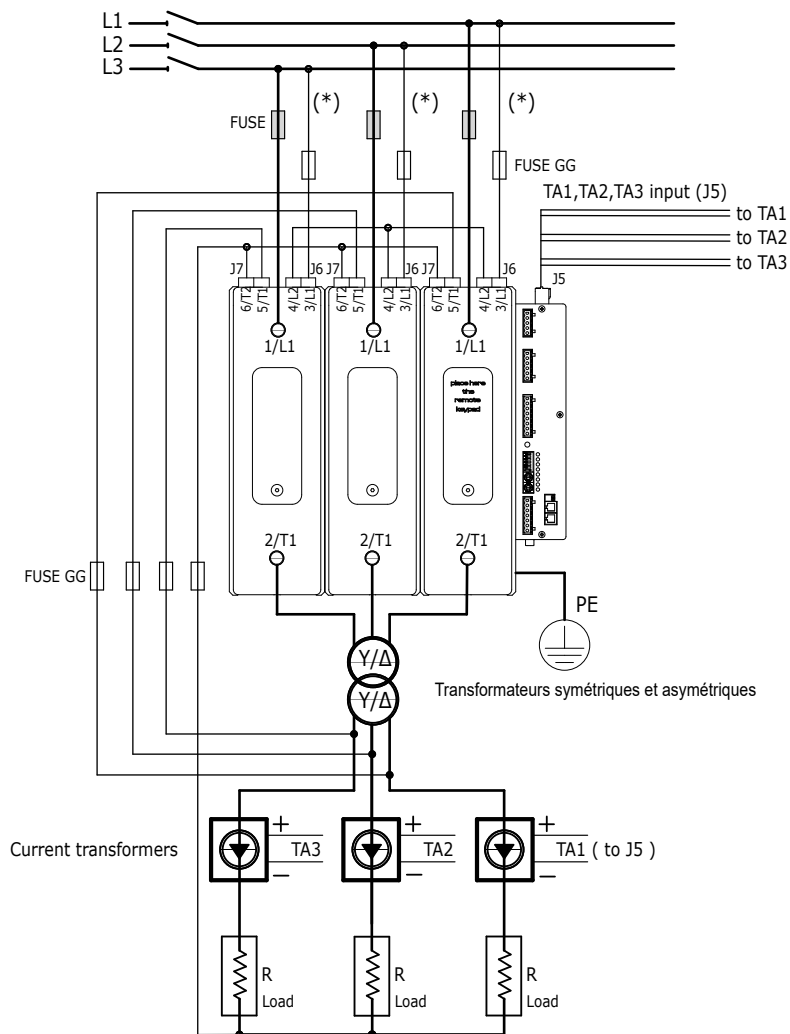 L1
L2
L3
(*)
(*)
(*)
FUSE
FUSE GG
TA1,TA2,TA3 input (J5)
to TA1
to TA2
to TA3
J7
J6
J7
J6
J7
J6
J5
6/T2
5/T1
4/L2
3/L1
6/T2
5/T1
4/L2
3/L1
6/T2
5/T1
4/L2
3/L1
1/L1
1/L1
1/L1
place here
the
remote
keypad
2/T1
2/T1
2/T1
FUSE GG
PE
Y/Δ
Y/Δ
Transformateurs symétriques et asymétriques
Current transformers
+
TA3
−
+
TA2
−
+
TA1 ( to J5 )
−
R
Load
R
Load
R
Load